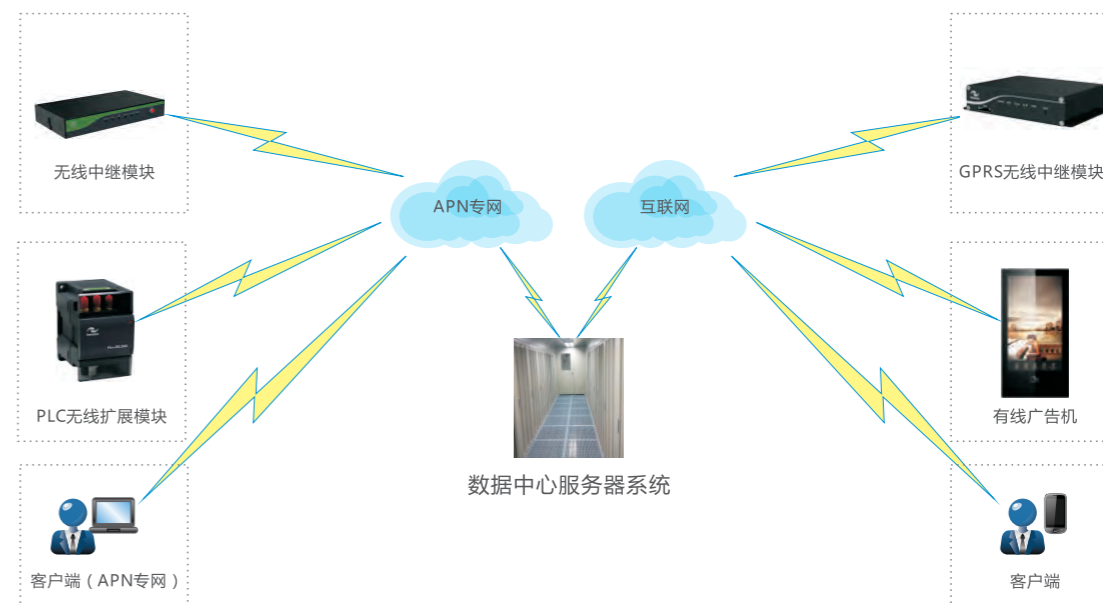 无线中继模块
GPRS无线中继模块
APN专网
互联网
PLC无线扩展模块
有线广告机
数据中心服务器系统
客户端（APN专网）
客户端